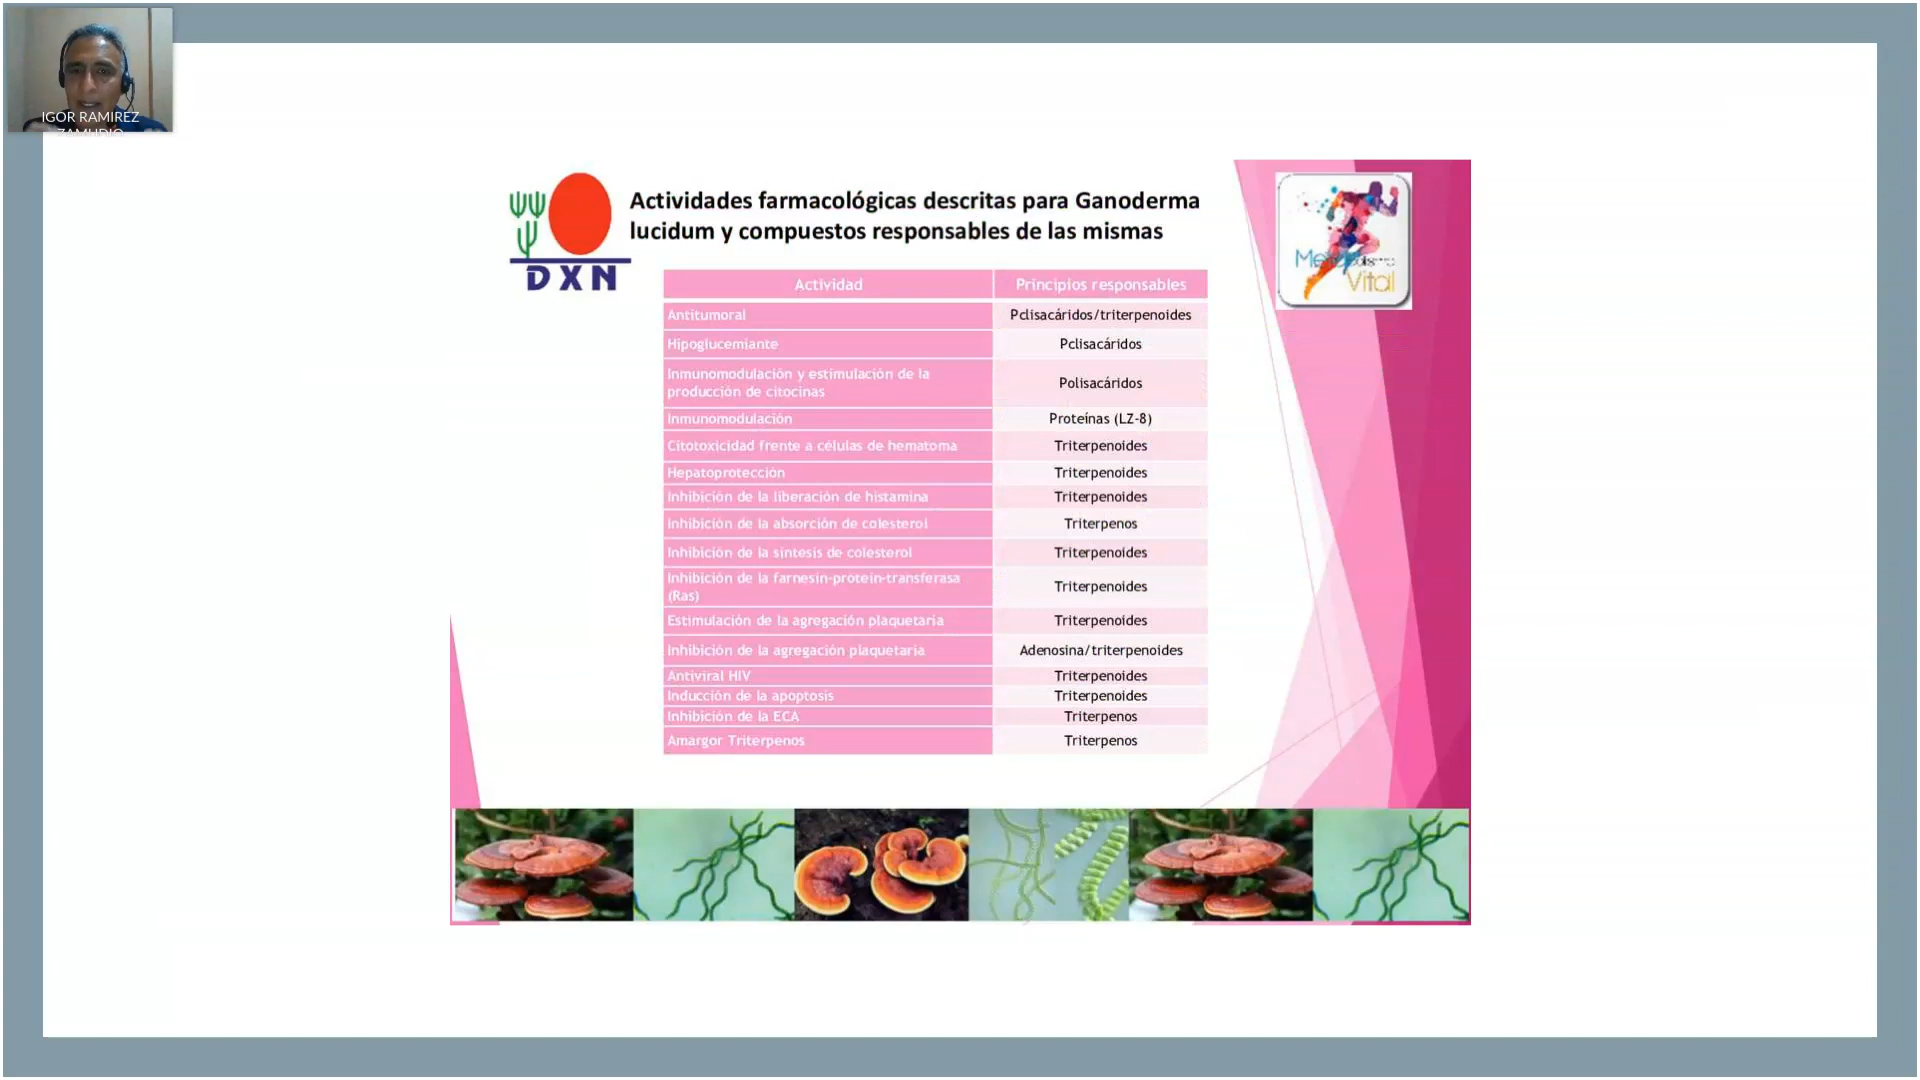 IGOR RAMIREZ
ZAMUDIO
Actividades farmacológicas descritas para Ganoderma
lucidum y compuestos responsables de las mismas
DXN
Metabolismo
Vital
Actividad Principios responsables
Antitumoral Pclisacáridos/triterpenoides
Hipoglucemiante Pclisacáridos
Inmunomodulación y estimulación de la
producción de citocinas Polisacáridos
Inmunomodulación Proteínas (LZ-8)
Citotoxicidad frente a células de hematoma Triterpenoides
Hepatoprotección Triterpenoides
Inhibición de la liberación de histamina Triterpenoides
Inhibición de la absorción de colesterol Triterpenos
Inhibición de la síntesis de colesterol Triterpenoides
Inhibición de la farnesin-protein-transferasa
(Ras) Triterpenoides
Estimulación de la agregación plaquetaria Triterpenoides
Inhibición de la agregación plaquetaria Adenosina/triterpenoides
Antiviral HIV Triterpenoides
Inducción de la apoptosis Triterpenoides
Inhibición de la ECA Triterpenos
Amargor Triterpenos Triterpenos